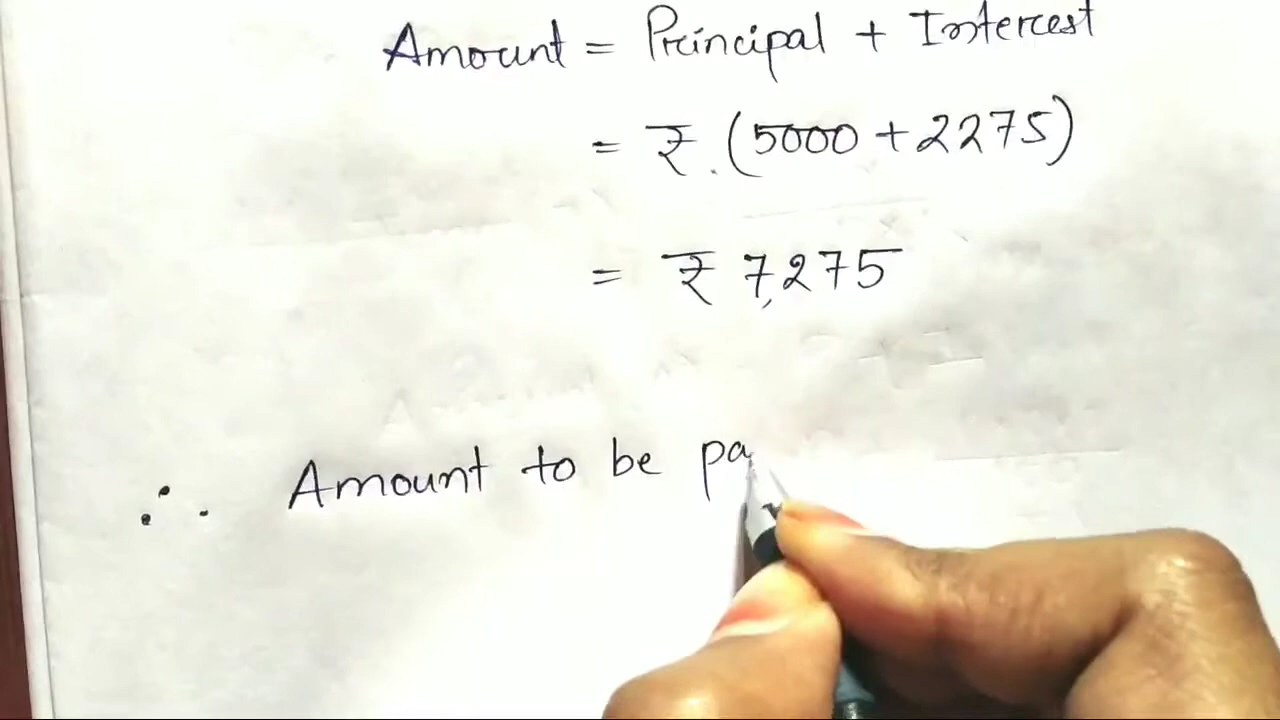 Amount = Principal + Interest
= ₹. (5000 + 2275)
= ₹ 7,275
∴ Amount to be pa